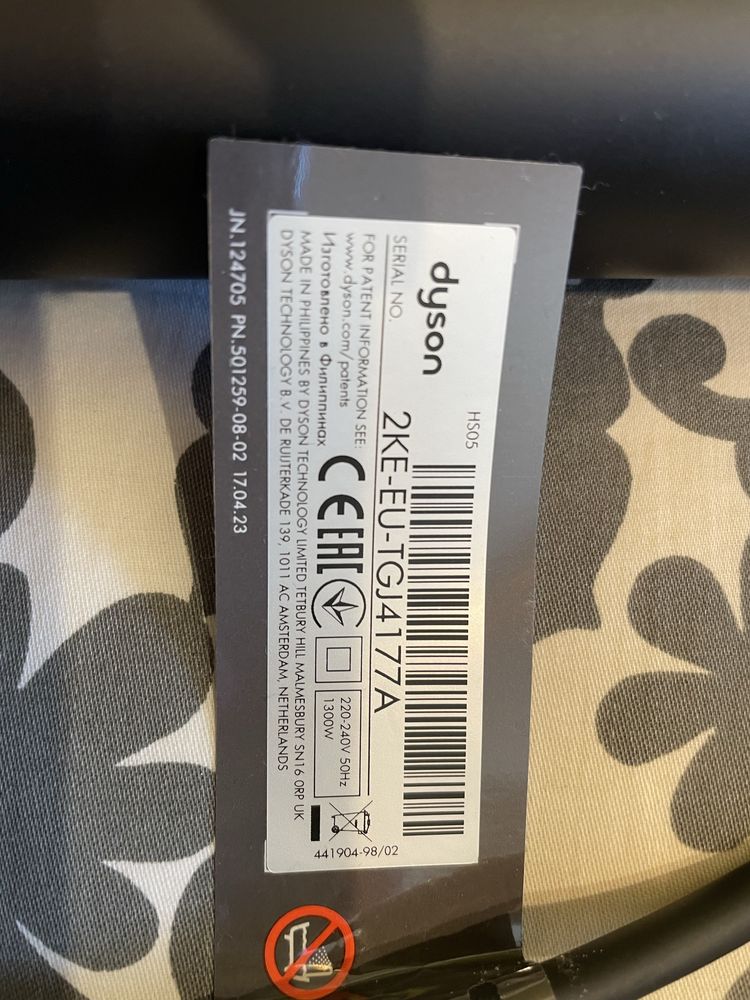 dyson
HS05
SERIAL NO.
2KE-EU-TGJ4177A
FOR PATENT INFORMATION SEE:
www.dyson.com/patents
Изготовлено в Филиппинах
CE EAC
220-240V 50Hz
1300W
MADE IN PHILIPPINES BY DYSON TECHNOLOGY LIMITED TETBURY HILL MALMESBURY SN16 0RP UK
DYSON TECHNOLOGY B.V. DE RUIJTERKADE 139, 1011 AC AMSTERDAM, NETHERLANDS
441904-98/02
JN.124705 PN.501259-08-02 17.04.23